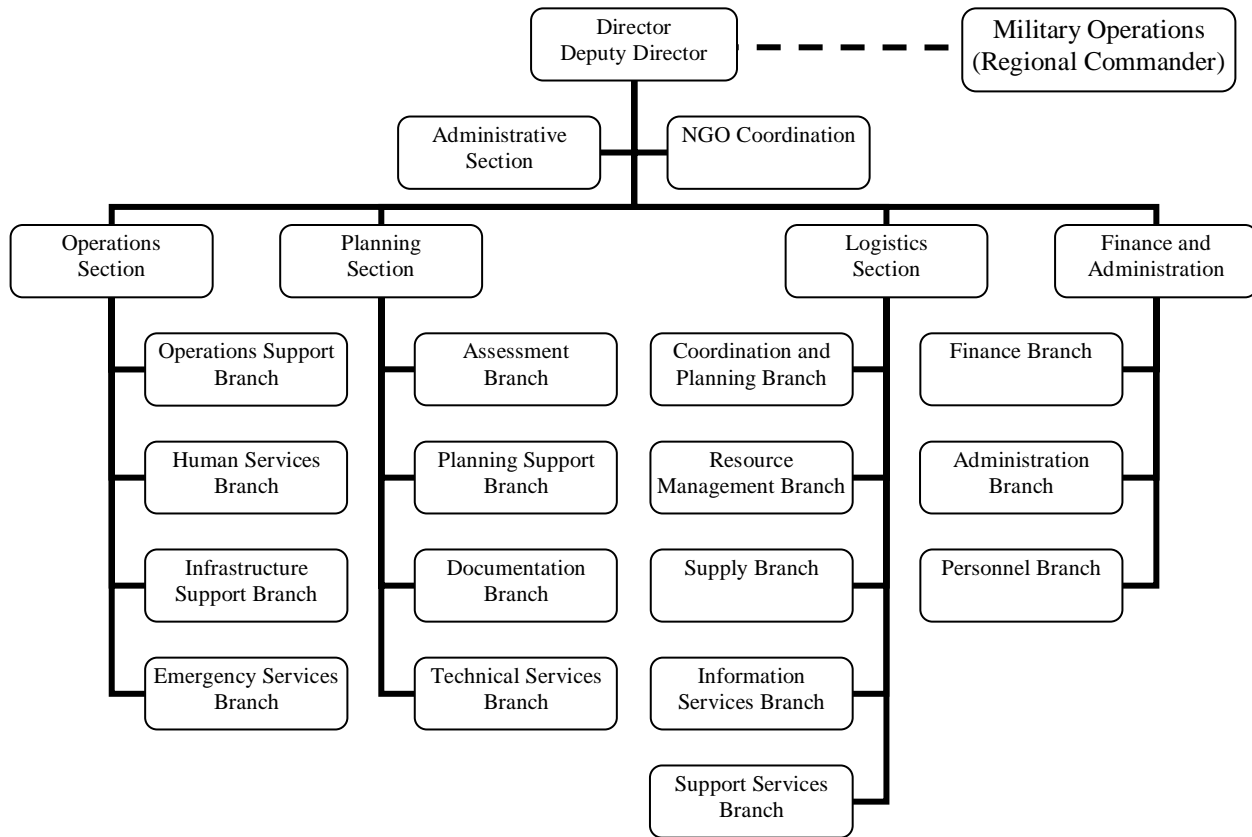 Director
Deputy Director
Military Operations
(Regional Commander)
Administrative
Section
NGO Coordination
Operations
Section
Planning
Section
Logistics
Section
Finance and
Administration
Operations Support
Branch
Assessment
Branch
Coordination and
Planning Branch
Finance Branch
Human Services
Branch
Planning Support
Branch
Resource
Management Branch
Administration
Branch
Infrastructure
Support Branch
Documentation
Branch
Supply Branch
Personnel Branch
Emergency Services
Branch
Technical Services
Branch
Information
Services Branch
Support Services
Branch